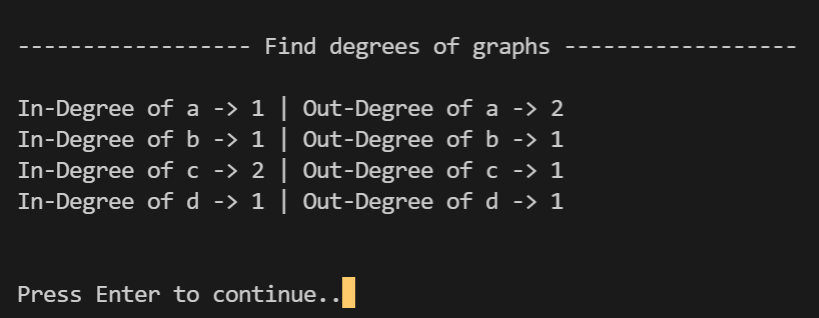 ------------------ Find degrees of graphs ------------------
In-Degree of a -> 1 | Out-Degree of a -> 2
In-Degree of b -> 1 | Out-Degree of b -> 1
In-Degree of c -> 2 | Out-Degree of c -> 1
In-Degree of d -> 1 | Out-Degree of d -> 1
Press Enter to continue..